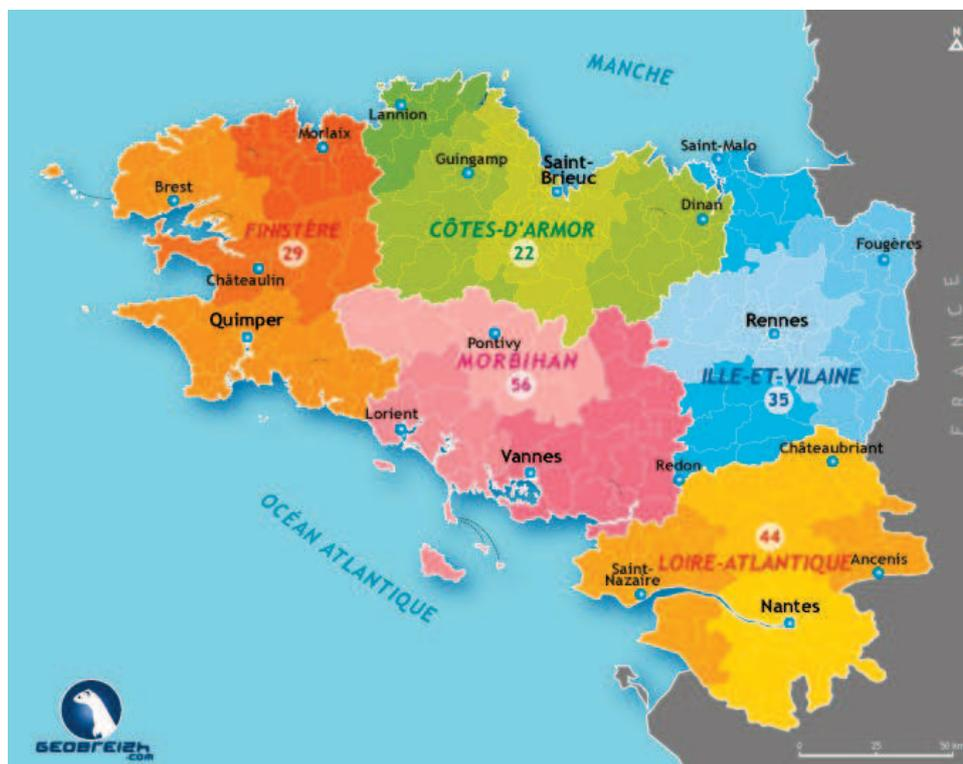 N
MANCHE
Lannion
Morlaix
Guingamp
Saint-
Brieuc
Saint-Malo
Brest
Dinan
FINISTÈRE
29
CÔTES-D'ARMOR
22
Fougères
Châteaulin
Quimper
Pontivy
Rennes
MORBIHAN
56
ILLE-ET-VILAINE
35
FRANCE
Lorient
Vannes
Redon
Châteaubriant
OCÉAN ATLANTIQUE
44
LOIRE-ATLANTIQUE
Saint-
Nazaire
Ancenis
Nantes
GEOBREIZH
.COM
0 25 50 km